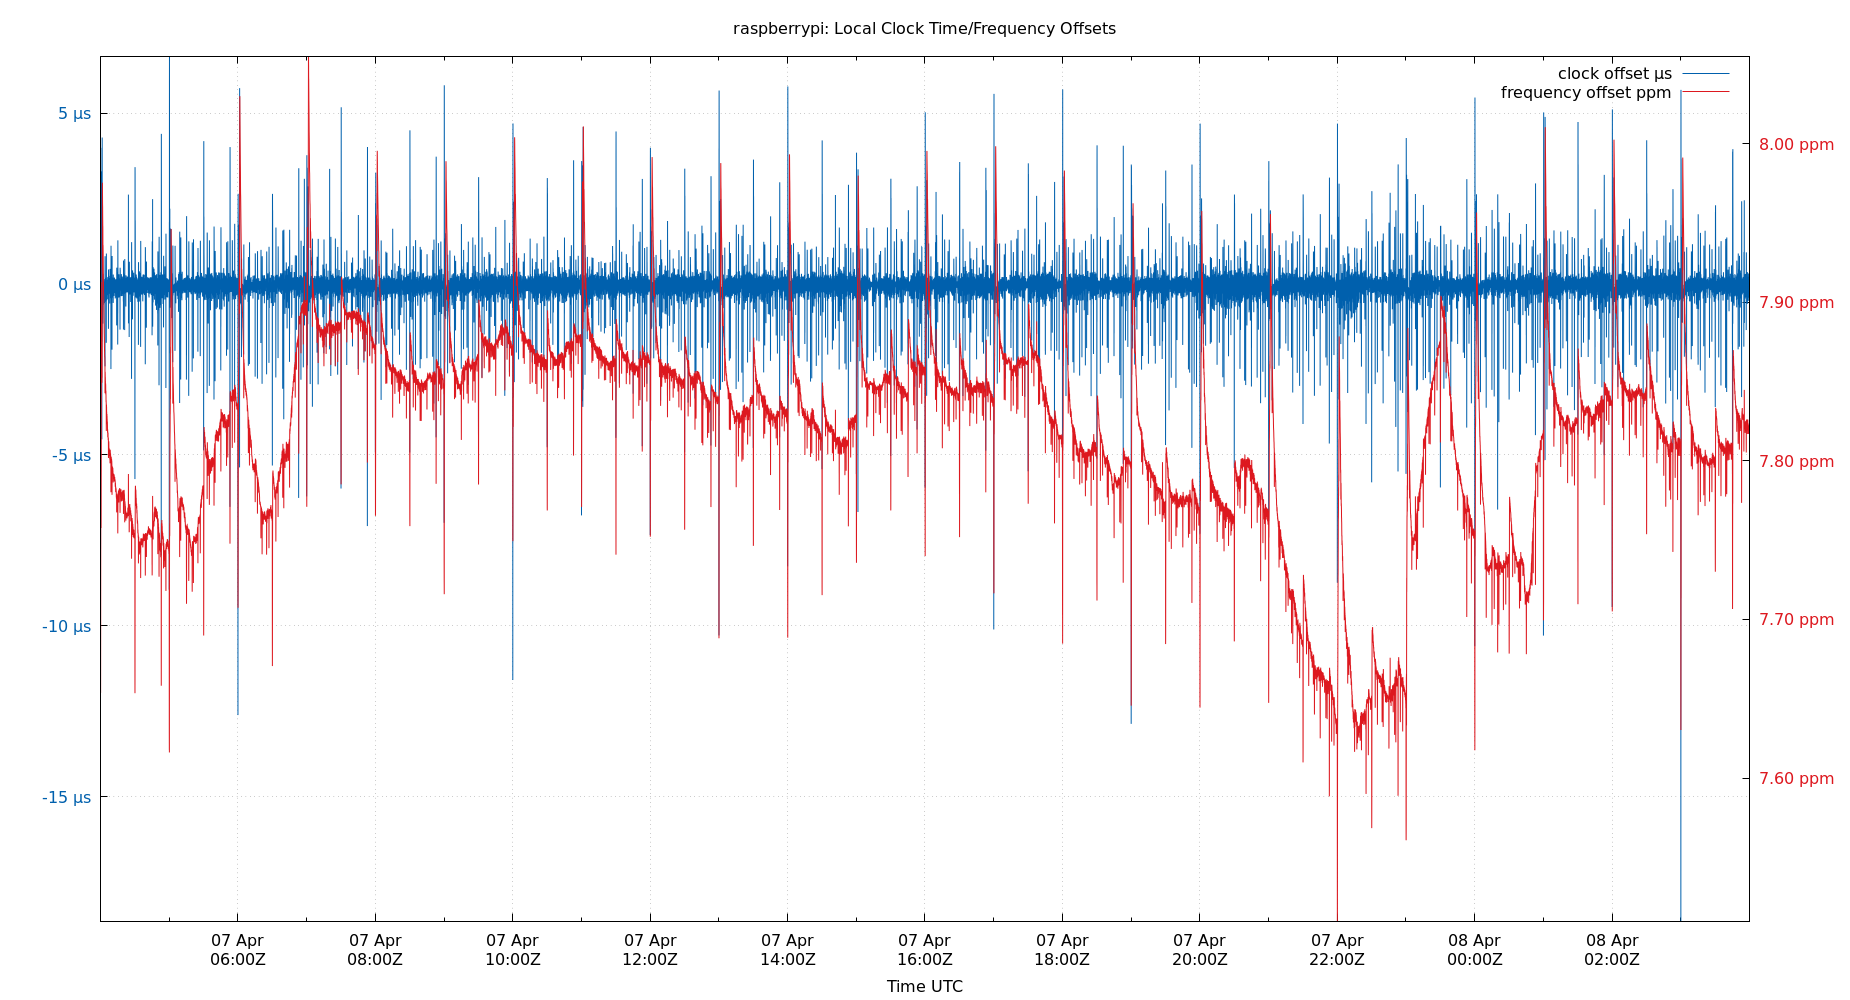 raspberrypi: Local Clock Time/Frequency Offsets
clock offset µs
frequency offset ppm
5 µs
0 µs
-5 µs
-10 µs
-15 µs
8.00 ppm
7.90 ppm
7.80 ppm
7.70 ppm
7.60 ppm
07 Apr 07 Apr 07 Apr 07 Apr 07 Apr 07 Apr 07 Apr 07 Apr 07 Apr 08 Apr 08 Apr
06:00Z 08:00Z 10:00Z 12:00Z 14:00Z 16:00Z 18:00Z 20:00Z 22:00Z 00:00Z 02:00Z
Time UTC